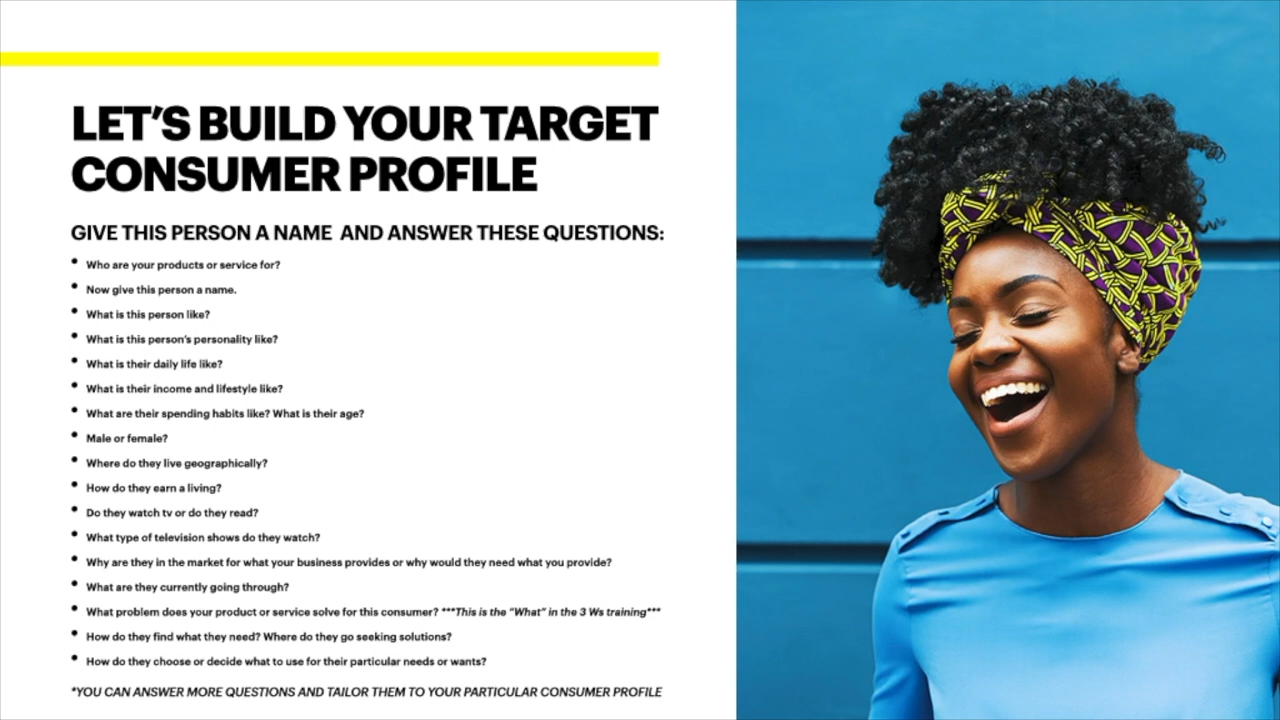 LET’S BUILD YOUR TARGET
CONSUMER PROFILE
GIVE THIS PERSON A NAME  AND ANSWER THESE QUESTIONS:
• Who are your products or service for?
• Now give this person a name.
• What is this person like?
• What is this person’s personality like?
• What is their daily life like?
• What is their income and lifestyle like?
• What are their spending habits like? What is their age?
• Male or female?
• Where do they live geographically?
• How do they earn a living?
• Do they watch tv or do they read?
• What type of television shows do they watch?
• Why are they in the market for what your business provides or why would they need what you provide?
• What are they currently going through?
• What problem does your product or service solve for this consumer? ***This is the “What” in the 3 Ws training***
• How do they find what they need? Where do they go seeking solutions?
• How do they choose or decide what to use for their particular needs or wants?
*YOU CAN ANSWER MORE QUESTIONS AND TAILOR THEM TO YOUR PARTICULAR CONSUMER PROFILE